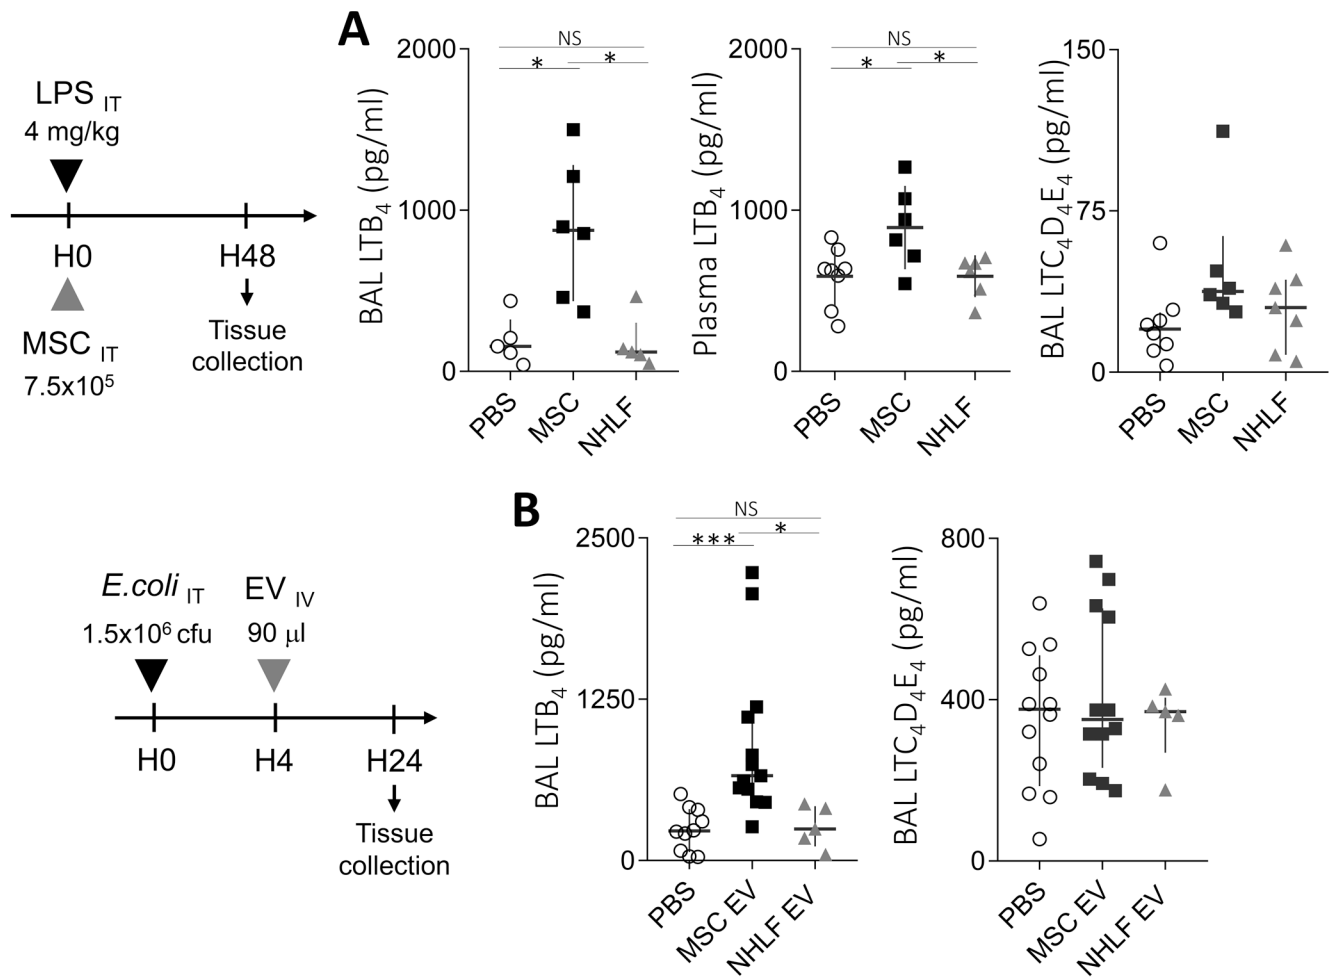 A
LPS IT
4 mg/kg
H0
H48
MSC IT
7.5x10⁵
Tissue
collection
BAL LTB₄ (pg/ml)
2000
1000
0
NS
*
*
PBS
MSC
NHLF
Plasma LTB₄ (pg/ml)
2000
1000
0
NS
*
*
PBS
MSC
NHLF
BAL LTC₄D₄E₄ (pg/ml)
150
75
0
PBS
MSC
NHLF
B
E.coli IT
1.5x10⁶ cfu
EV IV
90 µl
H0
H4
H24
Tissue
collection
BAL LTB₄ (pg/ml)
2500
1250
0
NS
***
*
PBS
MSC EV
NHLF EV
BAL LTC₄D₄E₄ (pg/ml)
800
400
0
PBS
MSC EV
NHLF EV